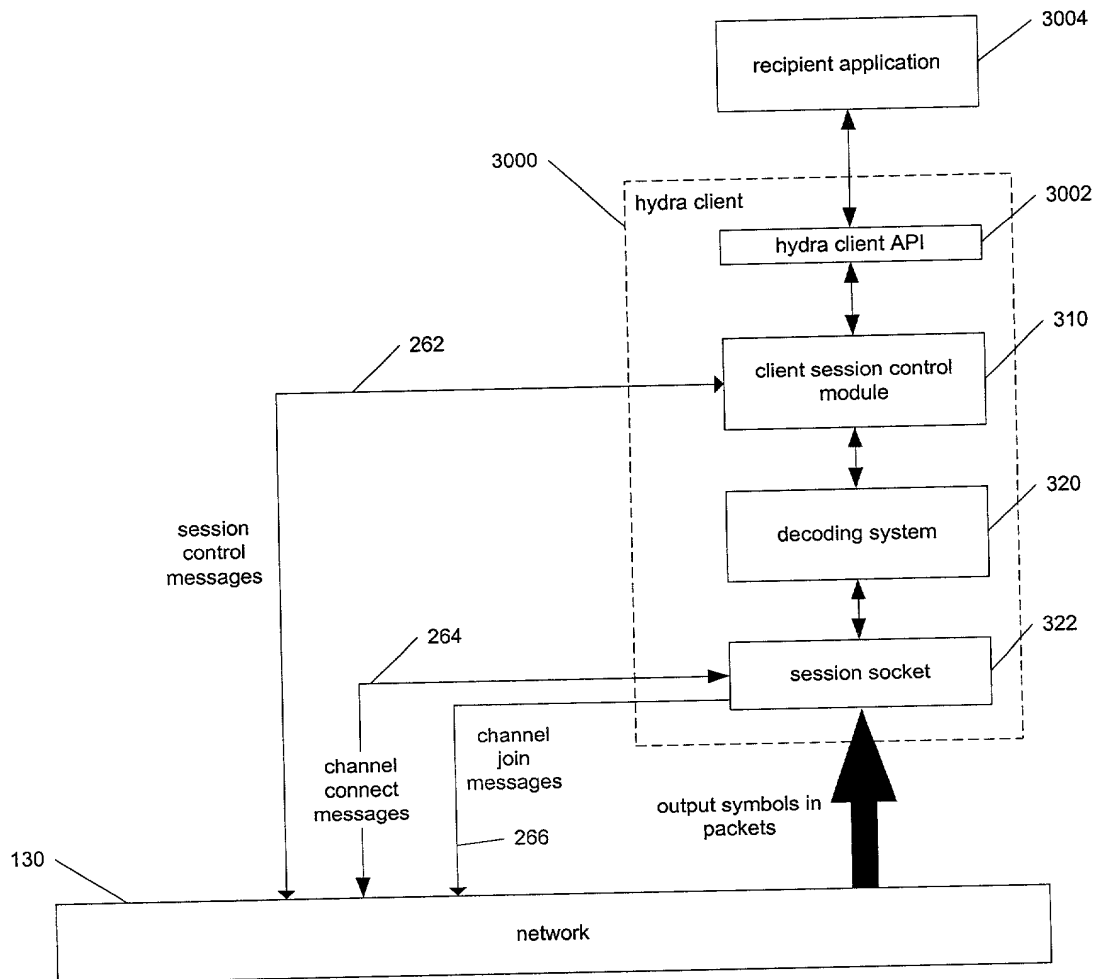 3004
recipient application
3000
3002
hydra client
hydra client API
310
262
client session control
module
320
session
control
messages
decoding system
264
322
session socket
channel
join
messages
channel
connect
messages
output symbols in
packets
266
130
network